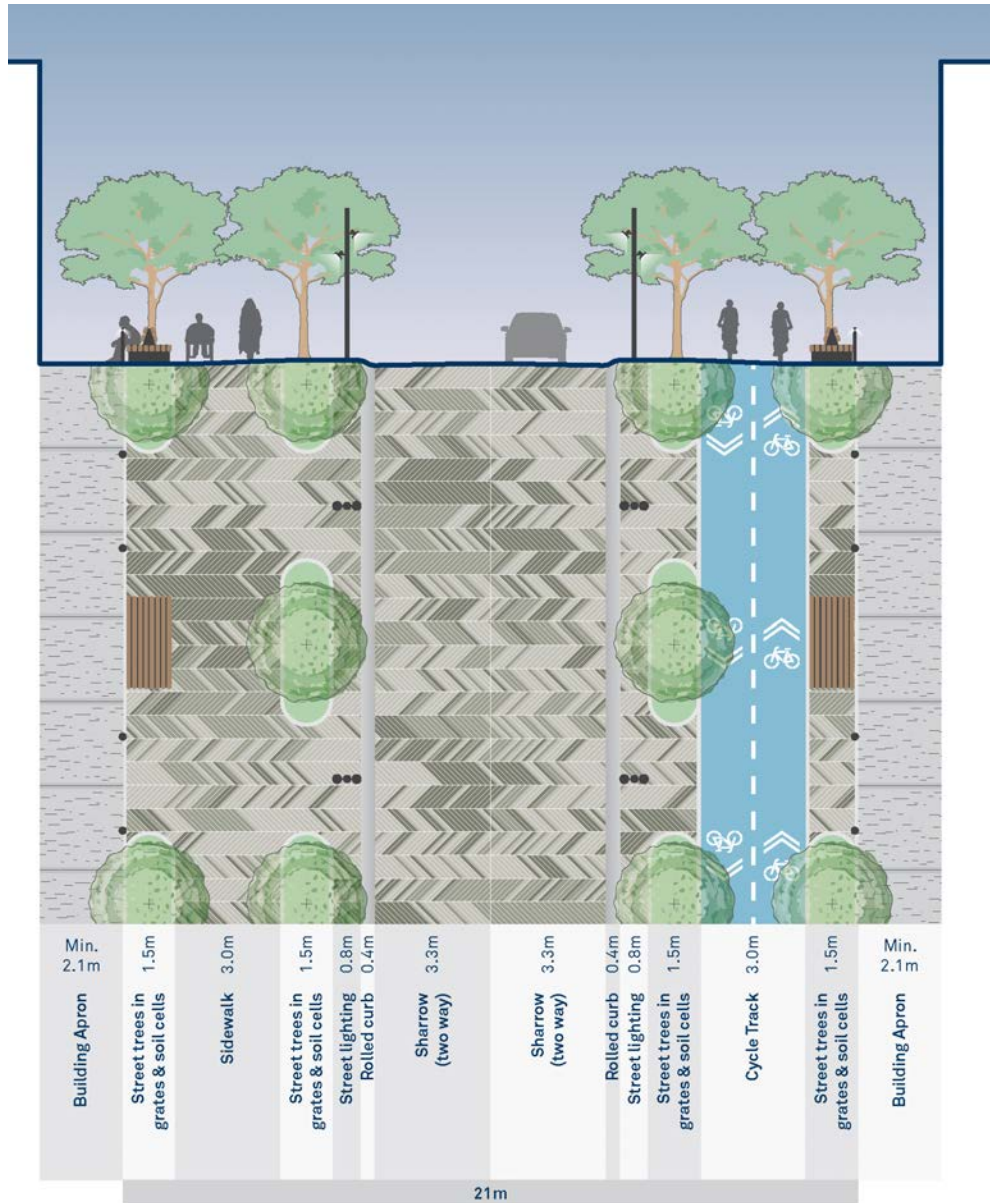 Min.
2.1m
1.5m
3.0m
1.5m
0.8m
0.4m
3.3m
3.3m
0.4m
0.8m
1.5m
3.0m
1.5m
Min.
2.1m
Building Apron
Street trees in
grates & soil cells
Sidewalk
Street trees in
grates & soil cells
Street lighting
Rolled curb
Sharrow
(two way)
Sharrow
(two way)
Rolled curb
Street lighting
Street trees in
grates & soil cells
Cycle Track
Street trees in
grates & soil cells
Building Apron
21m